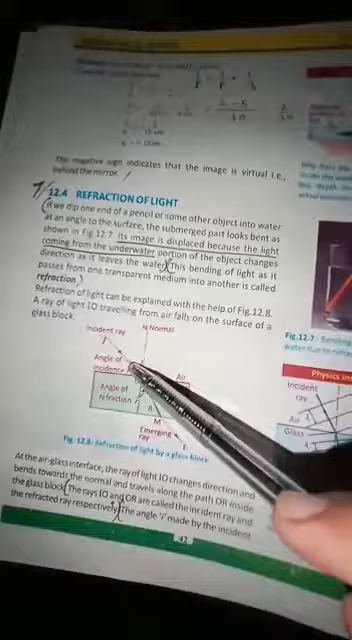 The negative sign indicates that the image is virtual i.e.,
behind the mirror.
12.4 REFRACTION OF LIGHT
If we dip one end of a pencil or some other object into water
at an angle to the surface, the submerged part looks bent as
shown in Fig.12.7. Its image is displaced because the light
coming from the underwater portion of the object changes
direction as it leaves the water. This bending of light as it
passes from one transparent medium into another is called
refraction.
Refraction of light can be explained with the help of Fig.12.8.
A ray of light IO travelling from air falls on the surface of a
glass block.
Incident ray
N Normal
I
Angle of
incidence
Air
Angle of
refraction
R
M
Emerging
ray
Fig. 12.8: Refraction of light by a glass block
At the air-glass interface, the ray of light IO changes direction and
bends towards the normal and travels along the path OR inside
the glass block. The rays IO and OR are called the incident ray and
the refracted ray respectively. The angle 'i' made by the incident
42
Fig.12.7: Bending
water due to refra
Physics ins
Incident
ray
Air
Glass